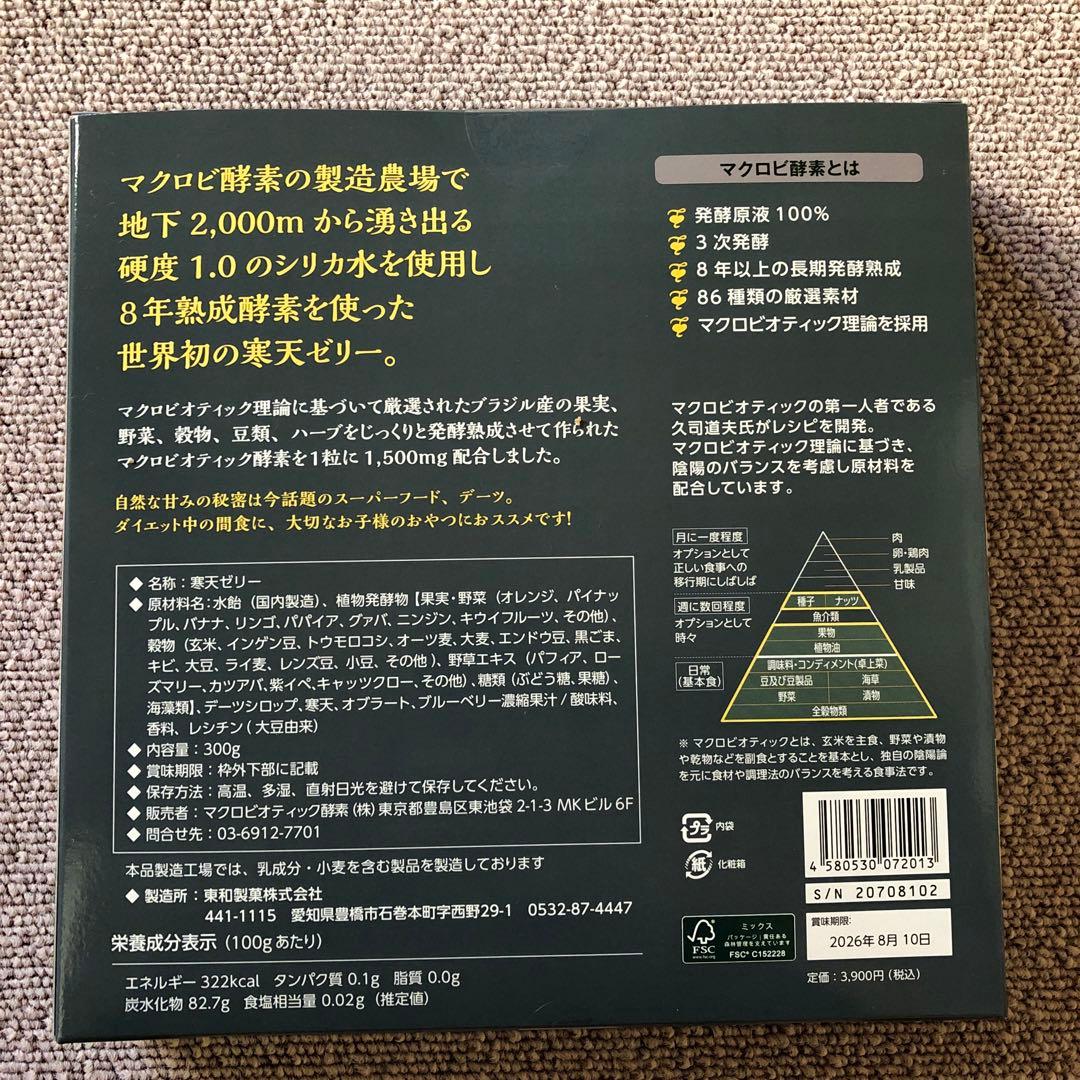 マクロビ酵素の製造農場で
地下 2,000m から湧き出る
硬度 1.0 のシリカ水を使用し
8年熟成酵素を使った
世界初の寒天ゼリー。
マクロビオティック理論に基づいて厳選されたブラジル産の果実、
野菜、穀物、豆類、ハーブをじっくりと発酵熟成させて作られた
マクロビオティック酵素を1粒に 1,500mg 配合しました。
自然な甘みの秘密は今話題のスーパーフード、デーツ。
ダイエット中の間食に、大切なお子様のおやつにおススメです!
◆ 名称：寒天ゼリー
◆ 原材料名：水飴（国内製造）、植物発酵物【果実・野菜（オレンジ、パイナッ
プル、バナナ、リンゴ、パパイア、グァバ、ニンジン、キウイフルーツ、その他）、
穀物（玄米、インゲン豆、トウモロコシ、オーツ麦、大麦、エンドウ豆、黒ごま、
キビ、大豆、ライ麦、レンズ豆、小豆、その他）、野草エキス（パフィア、ロー
ズマリー、カツアバ、紫イペ、キャッツクロー、その他）、糖類（ぶどう糖、果糖）、
海藻類】、デーツシロップ、寒天、オブラート、ブルーベリー濃縮果汁 / 酸味料、
香料、レシチン（大豆由来）
◆ 内容量：300g
◆ 賞味期限：枠外下部に記載
◆ 保存方法：高温、多湿、直射日光を避けて保存してください。
◆ 販売者：マクロビオティック酵素（株）東京都豊島区東池袋 2-1-3 MKビル 6F
◆ 問合せ先：03-6912-7701
本品製造工場では、乳成分・小麦を含む製品を製造しております
◆ 製造所：東和製菓株式会社
441-1115 愛知県豊橋市石巻本町字西野29-1 0532-87-4447
栄養成分表示（100gあたり）
エネルギー 322kcal タンパク質 0.1g 脂質 0.0g
炭水化物 82.7g 食塩相当量 0.02g（推定値）
マクロビ酵素とは
発酵原液 100%
3 次発酵
8 年以上の長期発酵熟成
86 種類の厳選素材
マクロビオティック理論を採用
マクロビオティックの第一人者である
久司道夫氏がレシピを開発。
マクロビオティック理論に基づき、
陰陽のバランスを考慮し原材料を
配合しています。
月に一度程度
オプションとして
正しい食事への
移行期にしばしば
週に数回程度
オプションとして
時々
日常
（基本食）
肉
卵・鶏肉
乳製品
甘味
種子 ナッツ
魚介類
果物
植物油
調味料・コンディメント(卓上菜)
豆及び豆製品 海草
野菜 漬物
全穀物類
※ マクロビオティックとは、玄米を主食、野菜や漬物
や乾物などを副食とすることを基本とし、独自の陰陽論
を元に食材や調理法のバランスを考える食事法です。
プラ 内袋
紙 化粧箱
4 580530 072013
S/N 20708102
FSC
www.fsc.org
ミックス
パッケージ | 責任ある
森林管理を支えています
FSC® C152228
賞味期限:
2026年 8月 10日
定価：3,900円（税込）